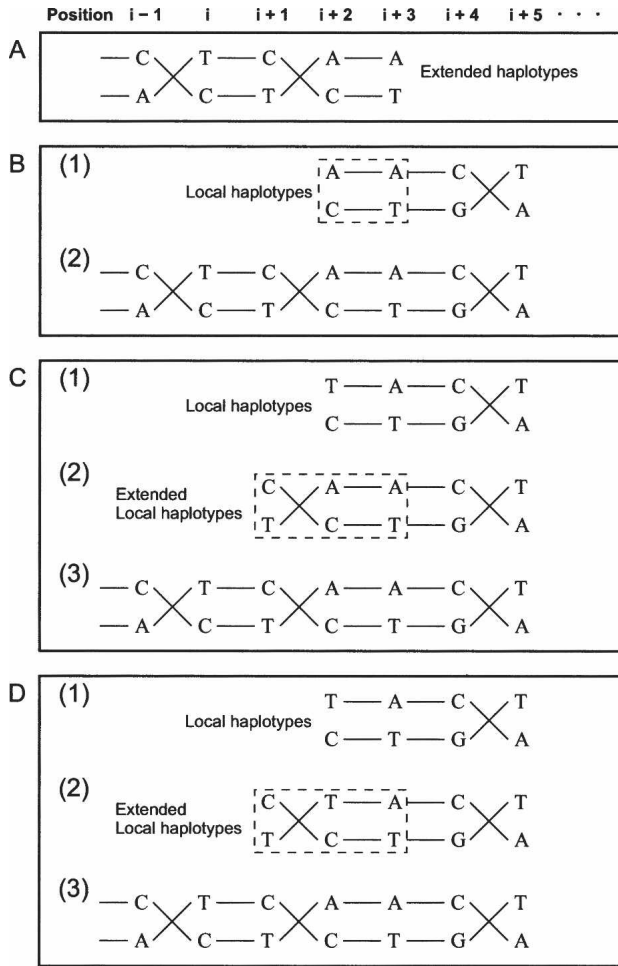 Position i – 1 i i + 1 i + 2 i + 3 i + 4 i + 5 · · ·
A
C T C A A
Extended haplotypes
A C T C T
B
(1)
A A C T
Local haplotypes
C T G A
(2)
C T C A A C T
A C T C T G A
C
(1)
T A C T
Local haplotypes
C T G A
(2)
C A A C T
Extended
Local haplotypes
T C T G A
(3)
C T C A A C T
A C T C T G A
D
(1)
T A C T
Local haplotypes
C T G A
(2)
C T A C T
Extended
Local haplotypes
T C T G A
(3)
C T C A A C T
A C T C T G A